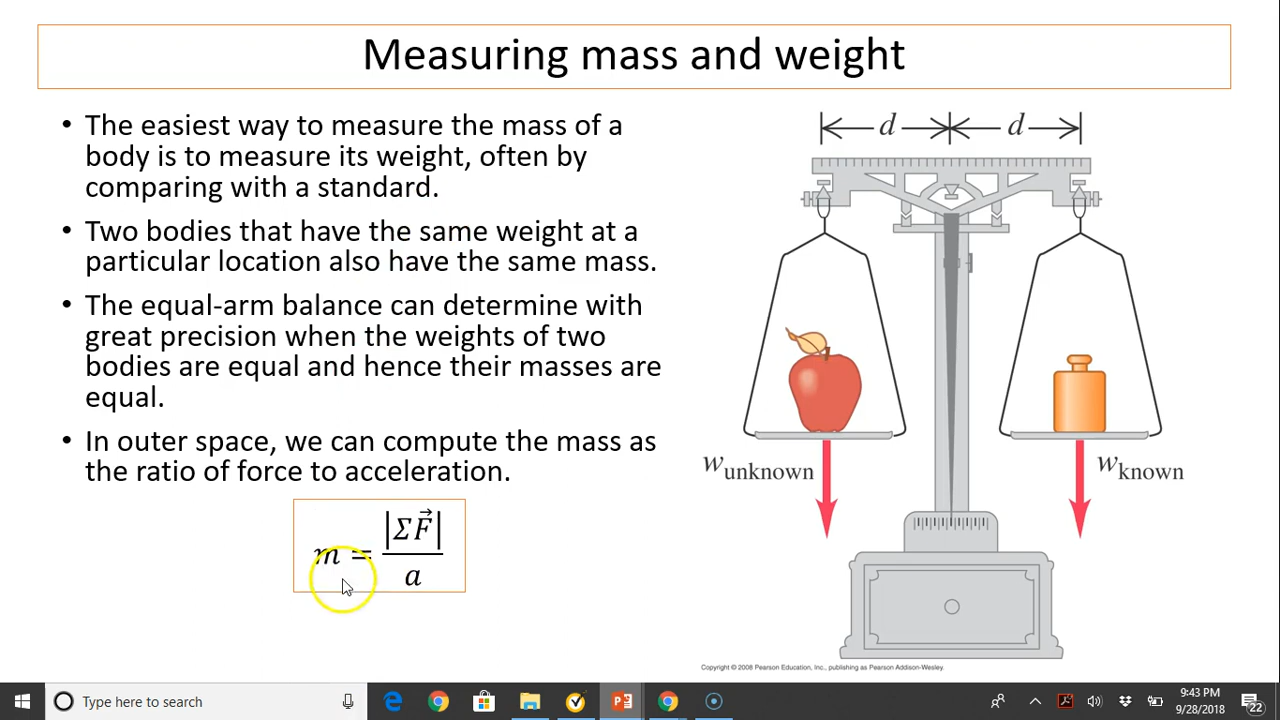 Measuring mass and weight
• The easiest way to measure the mass of a
body is to measure its weight, often by
comparing with a standard.
• Two bodies that have the same weight at a
particular location also have the same mass.
• The equal-arm balance can determine with
great precision when the weights of two
bodies are equal and hence their masses are
equal.
• In outer space, we can compute the mass as
the ratio of force to acceleration.
m = |ΣF⃗| / a
d d
w unknown
w known
Copyright © 2008 Pearson Education, Inc., publishing as Pearson Addison-Wesley.
Type here to search
9:43 PM
9/28/2018
22